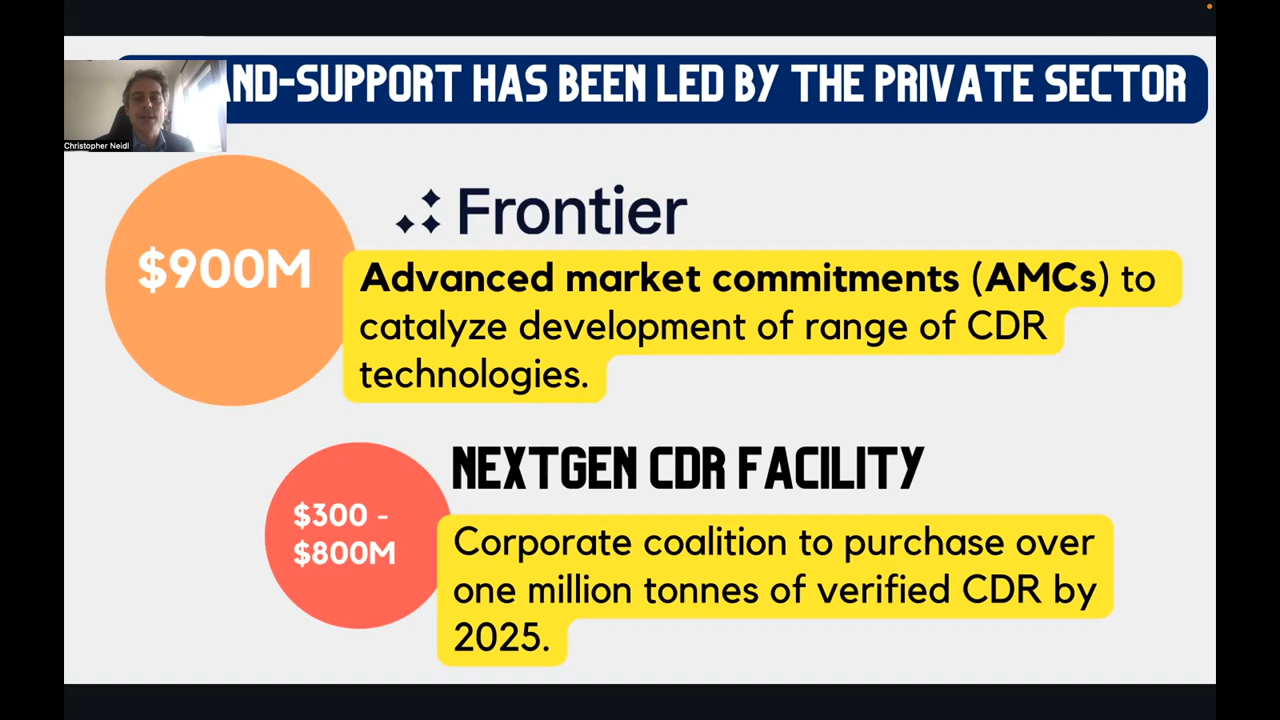 AND-SUPPORT HAS BEEN LED BY THE PRIVATE SECTOR
Christopher Neidl
$900M
Frontier
Advanced market commitments (AMCs) to
catalyze development of range of CDR
technologies.
NEXTGEN CDR FACILITY
$300 -
$800M
Corporate coalition to purchase over
one million tonnes of verified CDR by
2025.